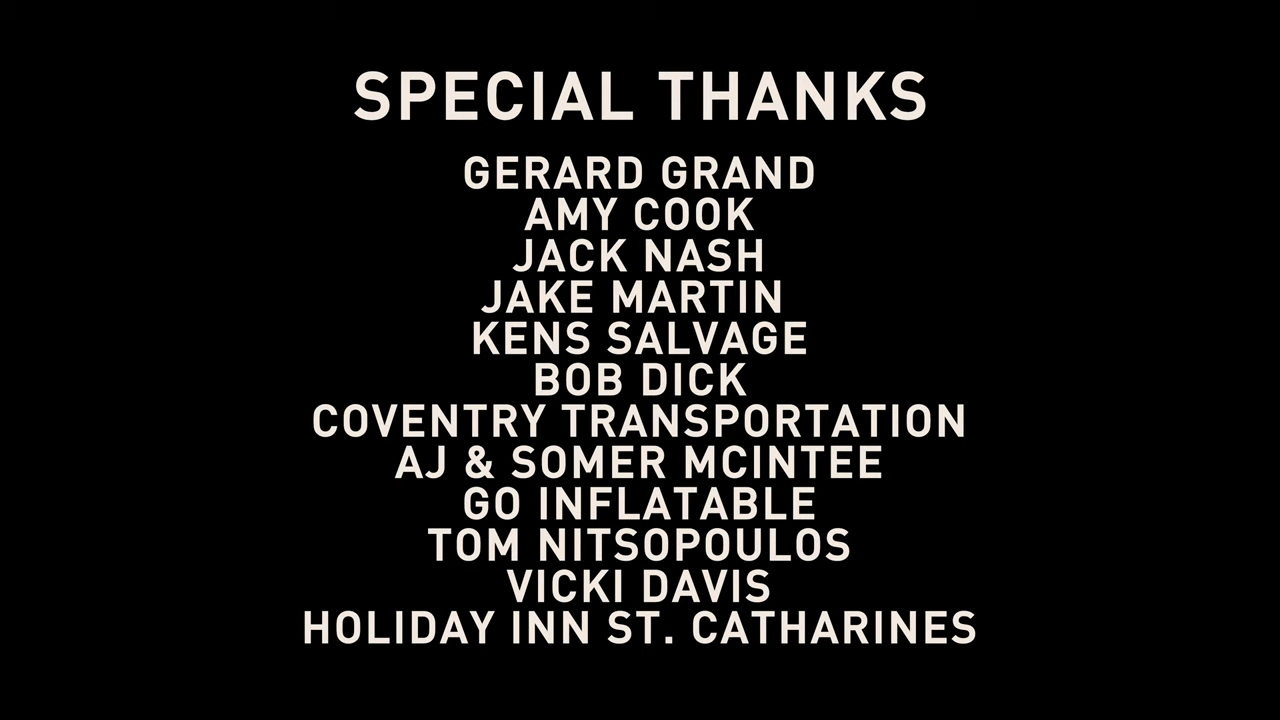 SPECIAL THANKS
GERARD GRAND
AMY COOK
JACK NASH
JAKE MARTIN
KENS SALVAGE
BOB DICK
COVENTRY TRANSPORTATION
AJ & SOMER MCINTEE
GO INFLATABLE
TOM NITSOPOULOS
VICKI DAVIS
HOLIDAY INN ST. CATHARINES